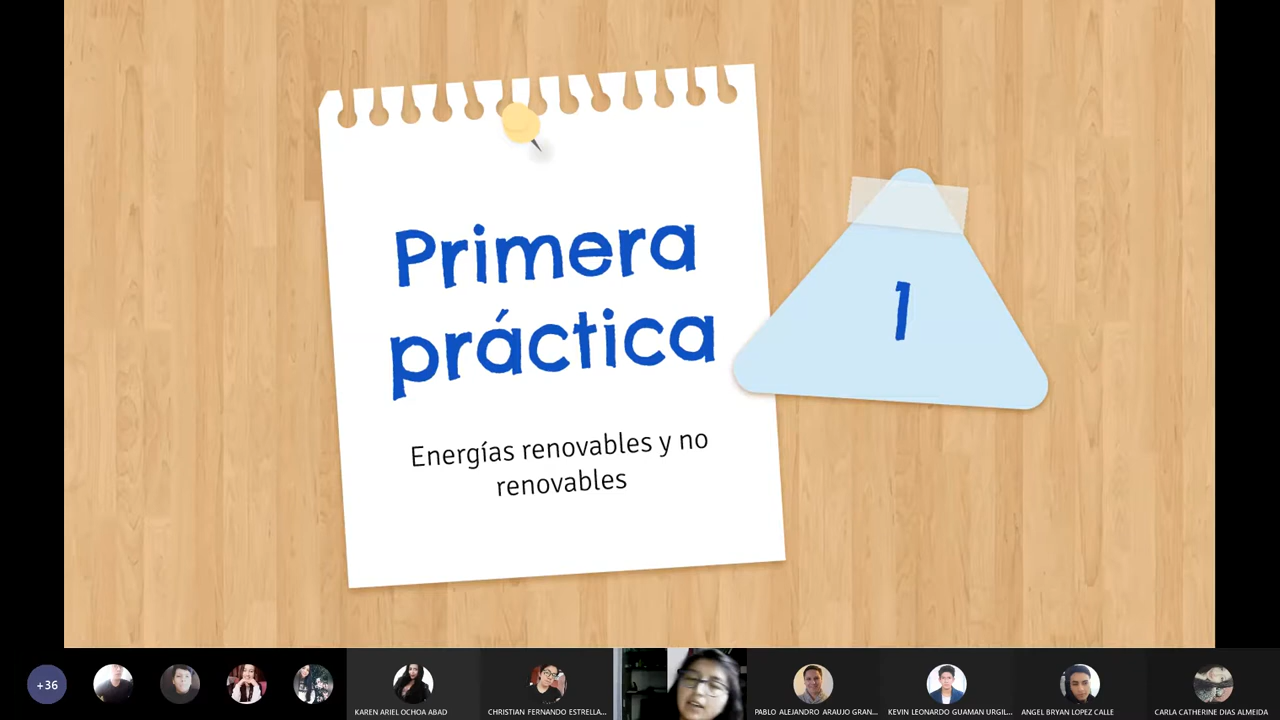 Primera
práctica
1
Energías renovables y no
renovables
+36
KAREN ARIEL OCHOA ABAD
CHRISTIAN FERNANDO ESTRELLA...
PABLO ALEJANDRO ARAUJO GRAN...
KEVIN LEONARDO GUAMAN URGIL...
ANGEL BRYAN LOPEZ CALLE
CARLA CATHERINE DIAS ALMEIDA